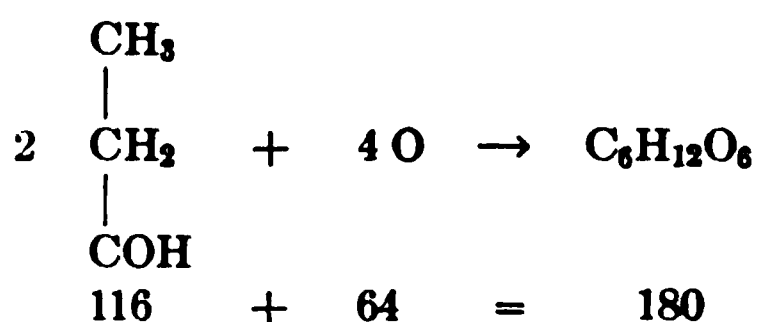 CH₃
|
2 CH₂ + 4 O → C₆H₁₂O₆
|
COH
116 + 64 = 180